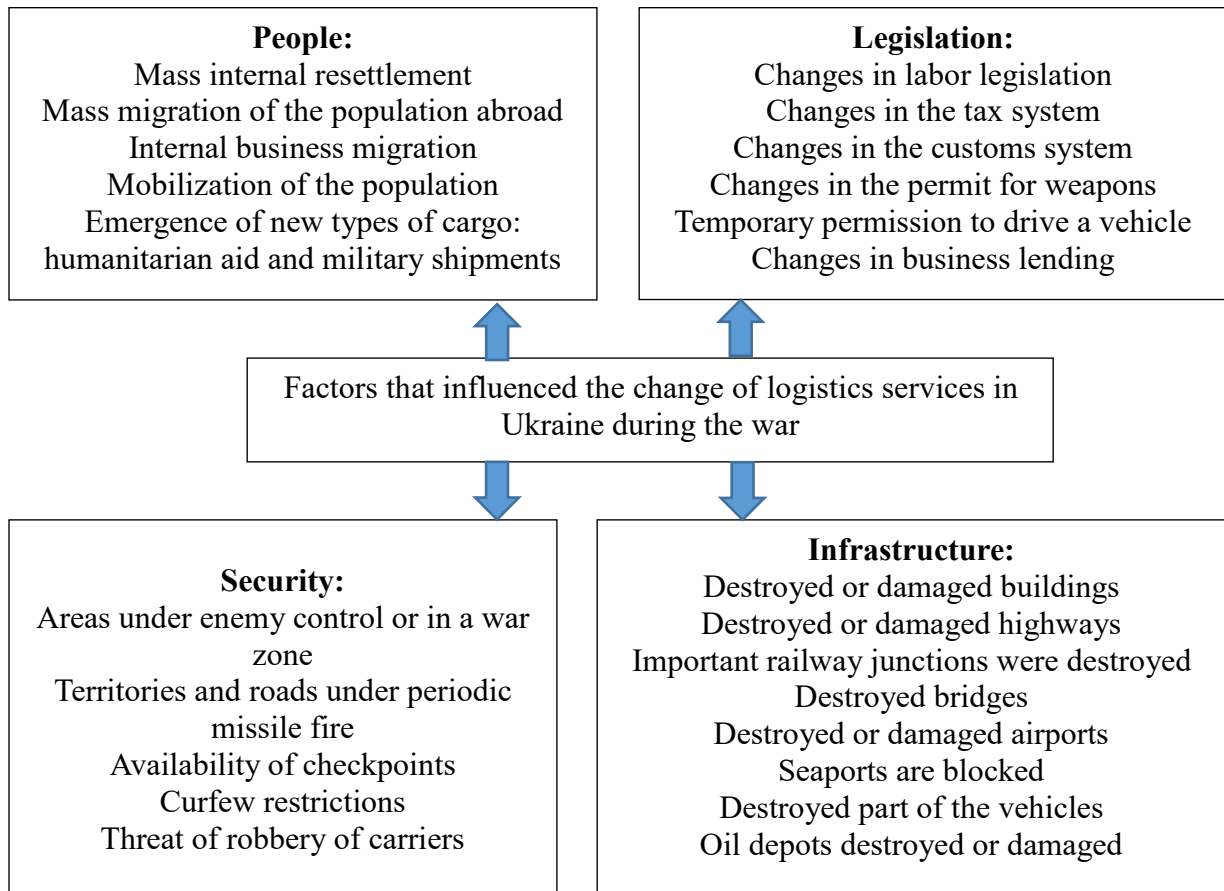 People:
Mass internal resettlement
Mass migration of the population abroad
Internal business migration
Mobilization of the population
Emergence of new types of cargo:
humanitarian aid and military shipments
Legislation:
Changes in labor legislation
Changes in the tax system
Changes in the customs system
Changes in the permit for weapons
Temporary permission to drive a vehicle
Changes in business lending
Factors that influenced the change of logistics services in
Ukraine during the war
Security:
Areas under enemy control or in a war
zone
Territories and roads under periodic
missile fire
Availability of checkpoints
Curfew restrictions
Threat of robbery of carriers
Infrastructure:
Destroyed or damaged buildings
Destroyed or damaged highways
Important railway junctions were destroyed
Destroyed bridges
Destroyed or damaged airports
Seaports are blocked
Destroyed part of the vehicles
Oil depots destroyed or damaged